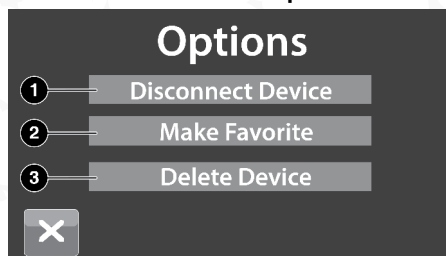 Options
1 Disconnect Device
2 Make Favorite
3 Delete Device